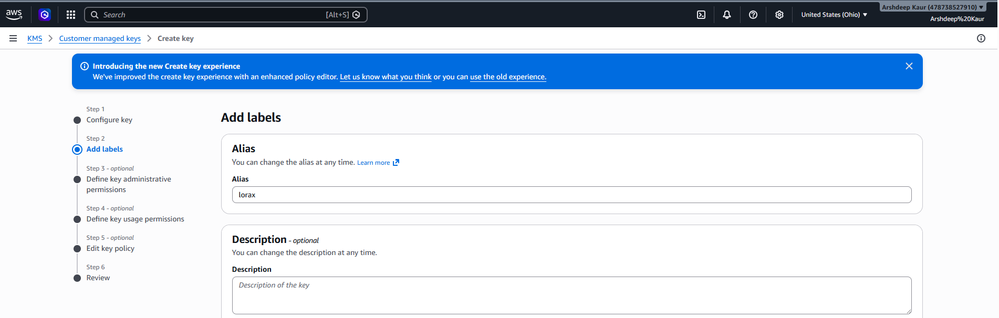 aws
Search
[Alt+S]
United States (Ohio)
Arshdeep Kaur (478738527910)
Arshdeep%20Kaur
KMS
Customer managed keys
Create key
Introducing the new Create key experience
We've improved the create key experience with an enhanced policy editor. Let us know what you think or you can use the old experience.
Step 1
Configure key
Step 2
Add labels
Step 3 - optional
Define key administrative
permissions
Step 4 - optional
Define key usage permissions
Step 5 - optional
Edit key policy
Step 6
Review
Add labels
Alias
You can change the alias at any time. Learn more
Alias
lorax
Description - optional
You can change the description at any time.
Description
Description of the key